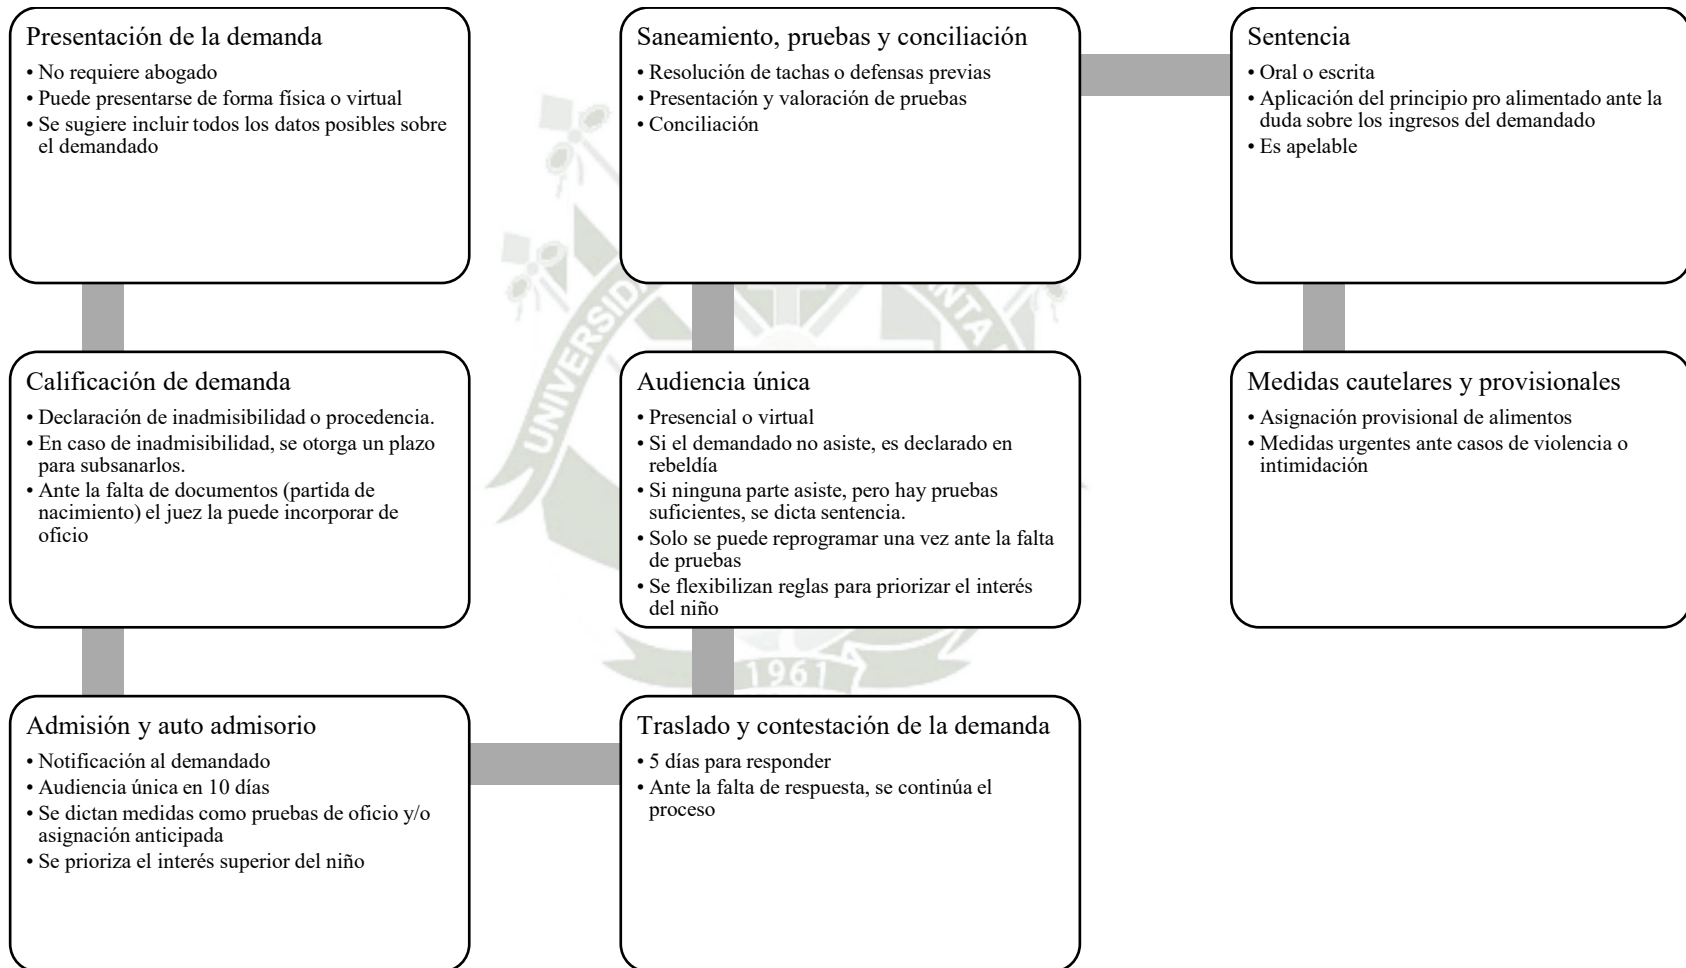 Presentación de la demanda
• No requiere abogado
• Puede presentarse de forma física o virtual
• Se sugiere incluir todos los datos posibles sobre
el demandado
Calificación de demanda
• Declaración de inadmisibilidad o procedencia.
• En caso de inadmisibilidad, se otorga un plazo
para subsanarlos.
• Ante la falta de documentos (partida de
nacimiento) el juez la puede incorporar de
oficio
Admisión y auto admisorio
• Notificación al demandado
• Audiencia única en 10 días
• Se dictan medidas como pruebas de oficio y/o
asignación anticipada
• Se prioriza el interés superior del niño
Traslado y contestación de la demanda
• 5 días para responder
• Ante la falta de respuesta, se continúa el
proceso
Audiencia única
• Presencial o virtual
• Si el demandado no asiste, es declarado en
rebeldía
• Si ninguna parte asiste, pero hay pruebas
suficientes, se dicta sentencia.
• Solo se puede reprogramar una vez ante la falta
de pruebas
• Se flexibilizan reglas para priorizar el interés
del niño
Saneamiento, pruebas y conciliación
• Resolución de tachas o defensas previas
• Presentación y valoración de pruebas
• Conciliación
Sentencia
• Oral o escrita
• Aplicación del principio pro alimentado ante la
duda sobre los ingresos del demandado
• Es apelable
Medidas cautelares y provisionales
• Asignación provisional de alimentos
• Medidas urgentes ante casos de violencia o
intimidación
1961